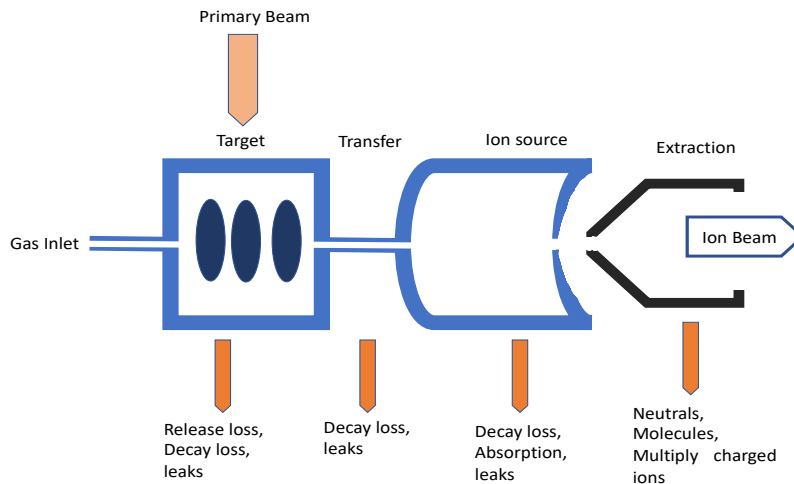 Primary Beam
Target
Transfer
Ion source
Extraction
Gas Inlet
Ion Beam
Release loss,
Decay loss,
leaks
Decay loss,
leaks
Decay loss,
Absorption,
leaks
Neutrals,
Molecules,
Multiply charged
ions